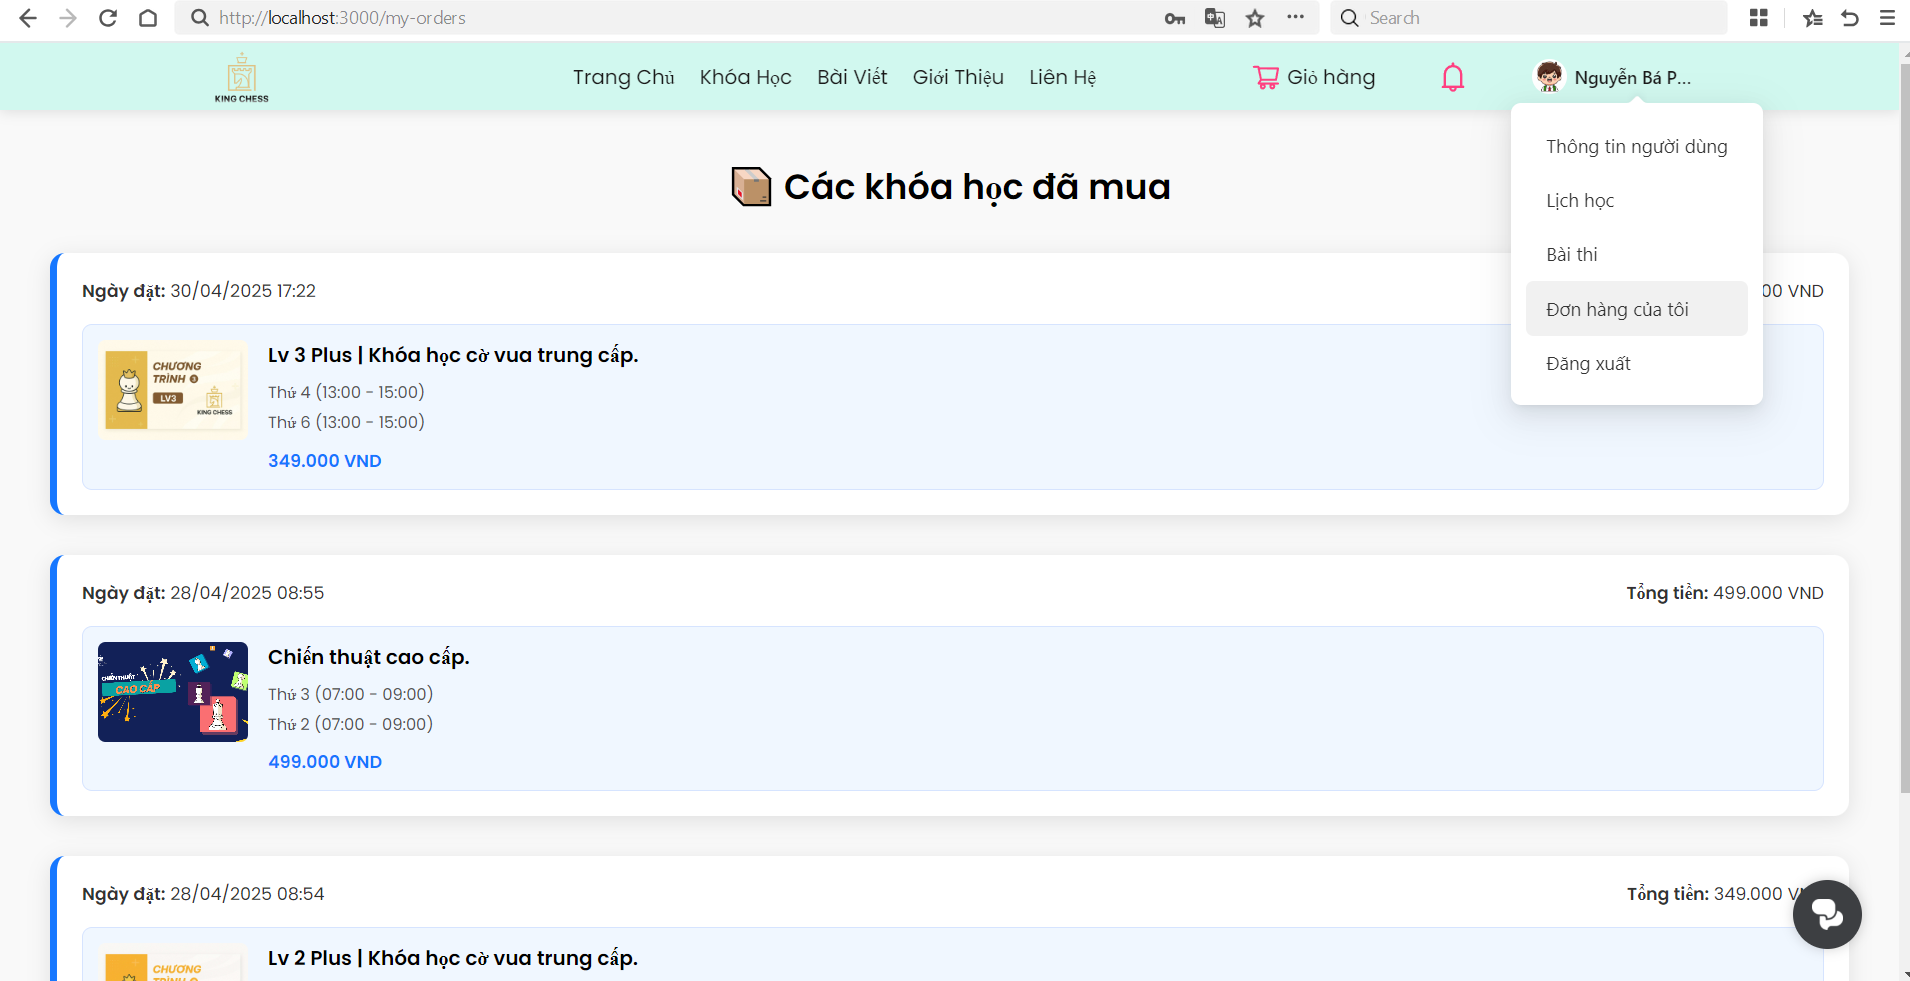 http://localhost:3000/my-orders
Search
KING CHESS
Trang Chủ Khóa Học Bài Viết Giới Thiệu Liên Hệ
Giỏ hàng
Nguyễn Bá P...
Thông tin người dùng
Lịch học
Bài thi
Đơn hàng của tôi
Đăng xuất
Các khóa học đã mua
Ngày đặt: 30/04/2025 17:22
00 VND
CHƯƠNG
TRÌNH 3
LV3
KING CHESS
Lv 3 Plus | Khóa học cờ vua trung cấp.
Thứ 4 (13:00 - 15:00)
Thứ 6 (13:00 - 15:00)
349.000 VND
Ngày đặt: 28/04/2025 08:55
Tổng tiền: 499.000 VND
CHIẾN THUẬT
CAO CẤP
Chiến thuật cao cấp.
Thứ 3 (07:00 - 09:00)
Thứ 2 (07:00 - 09:00)
499.000 VND
Ngày đặt: 28/04/2025 08:54
Tổng tiền: 349.000 V
CHƯƠNG
Lv 2 Plus | Khóa học cờ vua trung cấp.